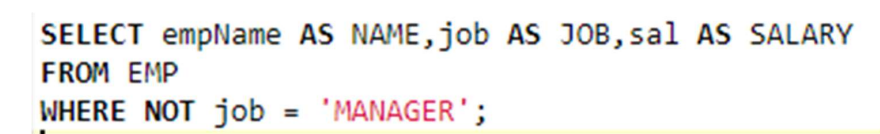 SELECT empName AS NAME,job AS JOB,sal AS SALARY
FROM EMP
WHERE NOT job = 'MANAGER';